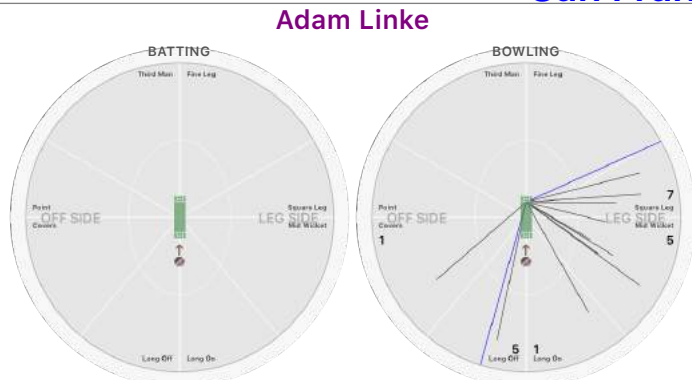 Adam Linke
BATTING
Third Man Fine Leg
Point
OFF SIDE
Covers
Square Leg
LEG SIDE
Mid Wicket
Long Off Long On
BOWLING
Third Man Fine Leg
Point
OFF SIDE
Covers
1
7
Square Leg
LEG SIDE
Mid Wicket
5
5 1
Long Off Long On